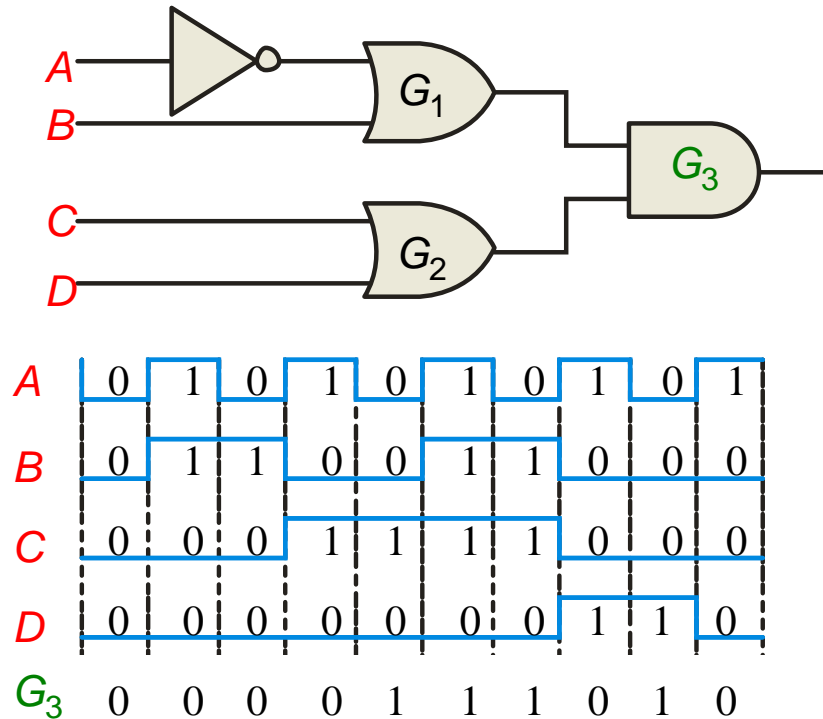 A
B
G1
G3
C
D
G2
A 0 1 0 1 0 1 0 1 0 1
B 0 1 1 0 0 1 1 0 0 0
C 0 0 0 1 1 1 1 0 0 0
D 0 0 0 0 0 0 0 1 1 0
G3 0 0 0 0 1 1 1 0 1 0